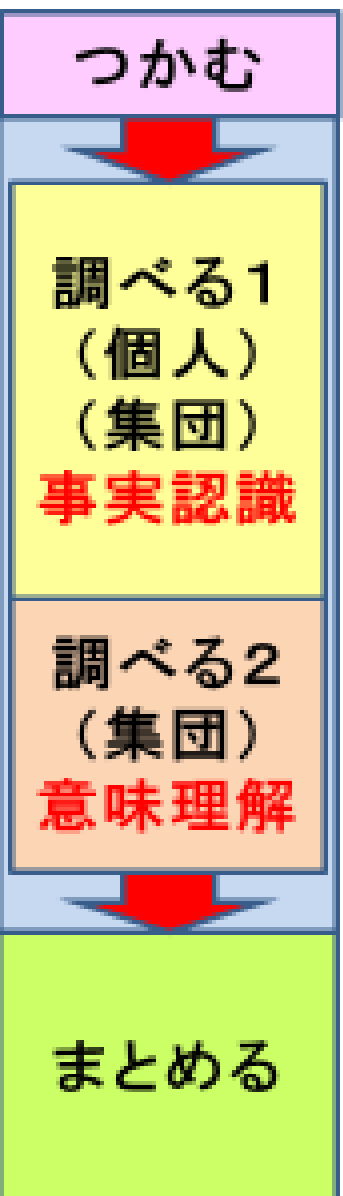 つかむ
調べる1
（個人）
（集団）
事実認識
調べる2
（集団）
意味理解
まとめる